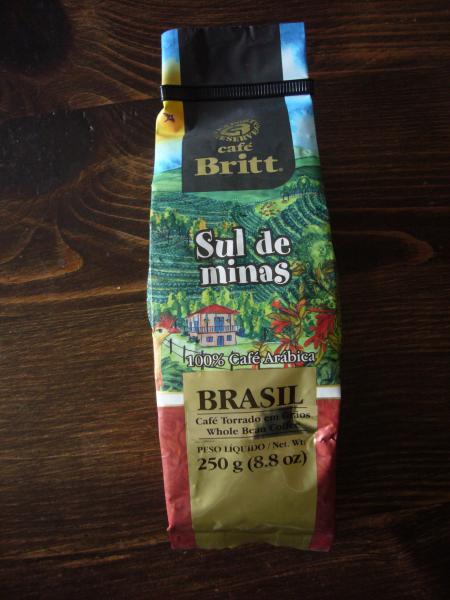 café
Britt®
Sul de
minas
100% Café Arábica
BRASIL
Café Torrado em Grãos
Whole Bean Coffee
PESO LÍQUIDO / Net. Wt.
250 g (8.8 oz)